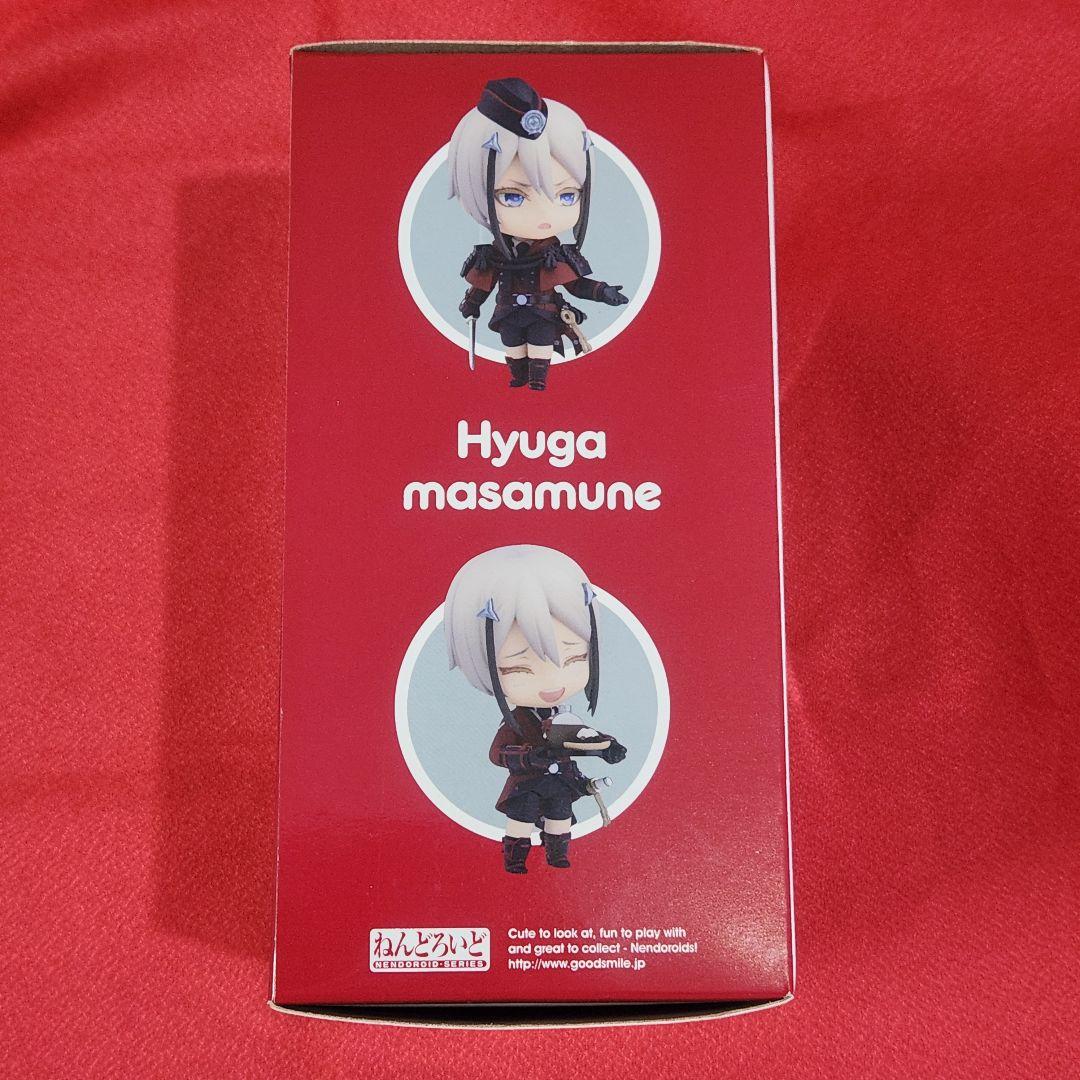 Hyuga
masamune
ねんどろいど
NENDOROID・SERIES
Cute to look at, fun to play with
and great to collect - Nendoroids!
http://www.goodsmile.jp